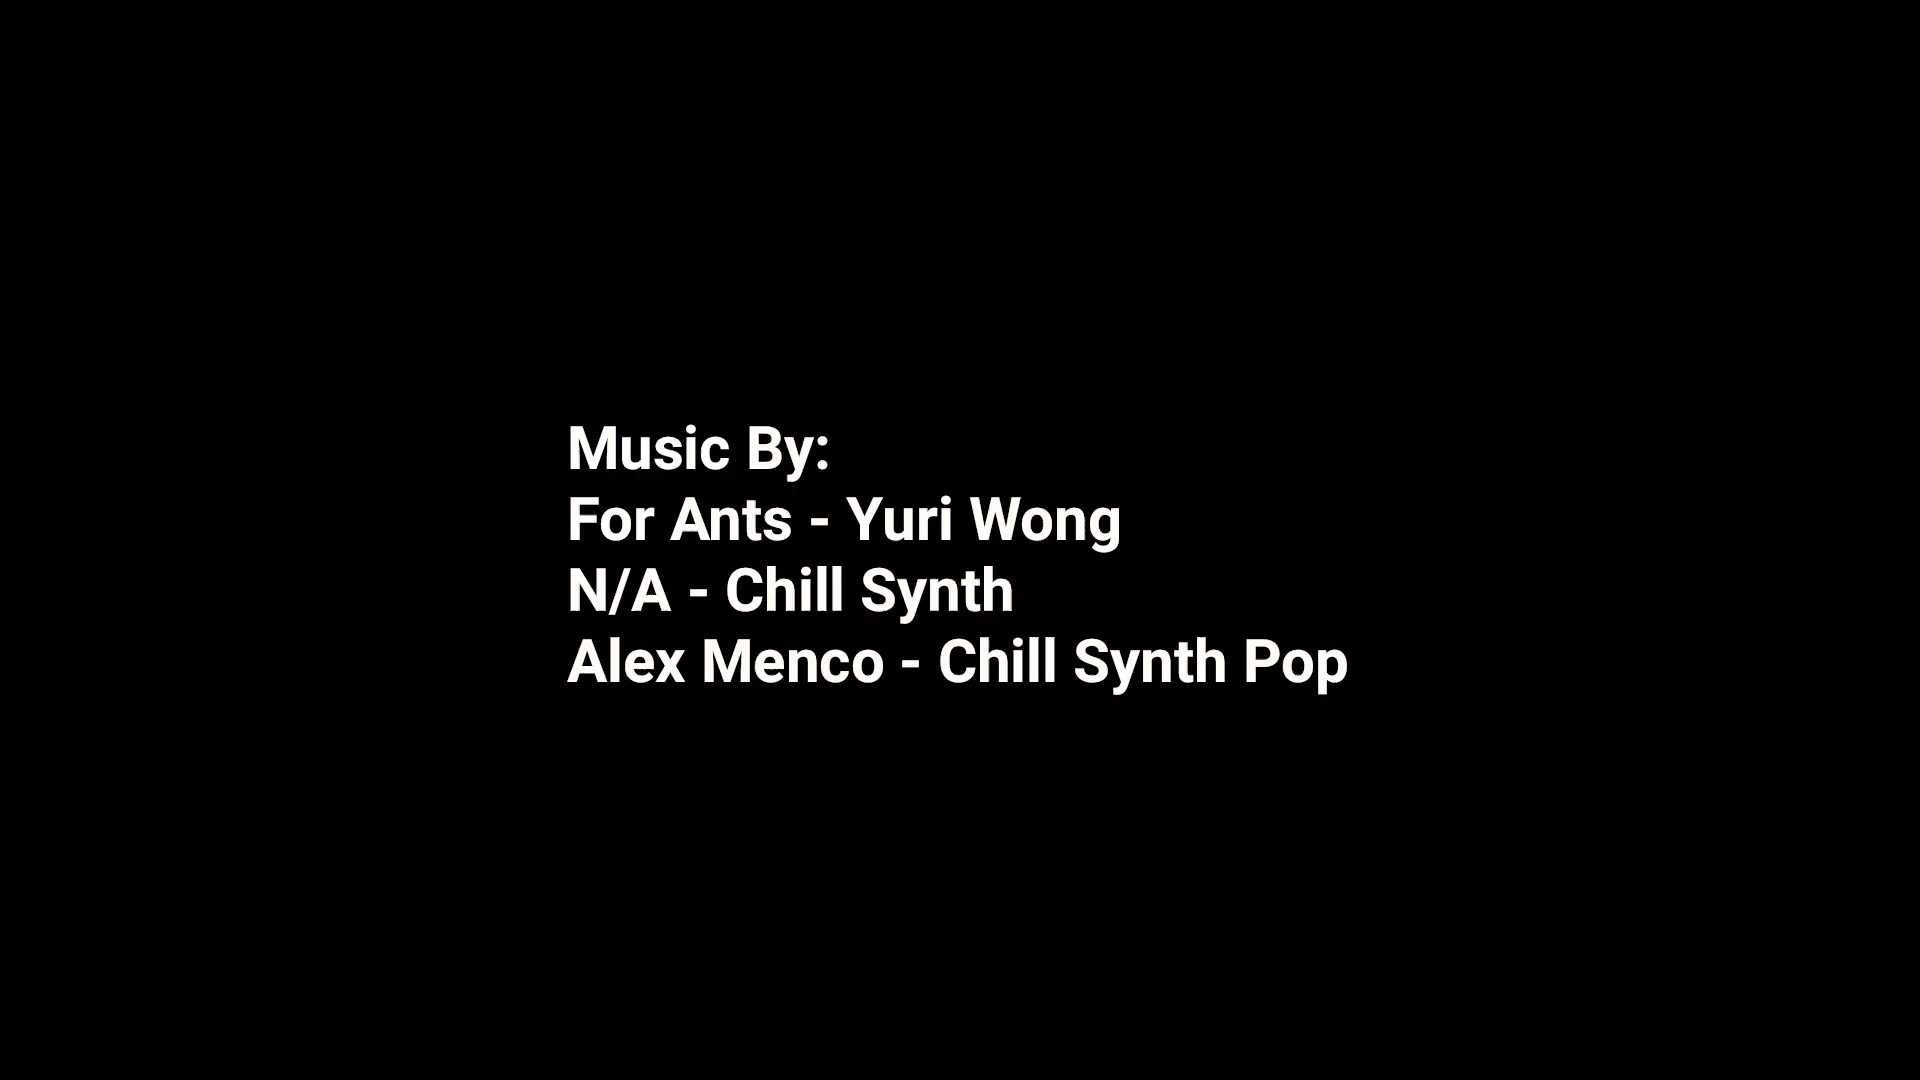 Music By:
For Ants - Yuri Wong
N/A - Chill Synth
Alex Menco - Chill Synth Pop